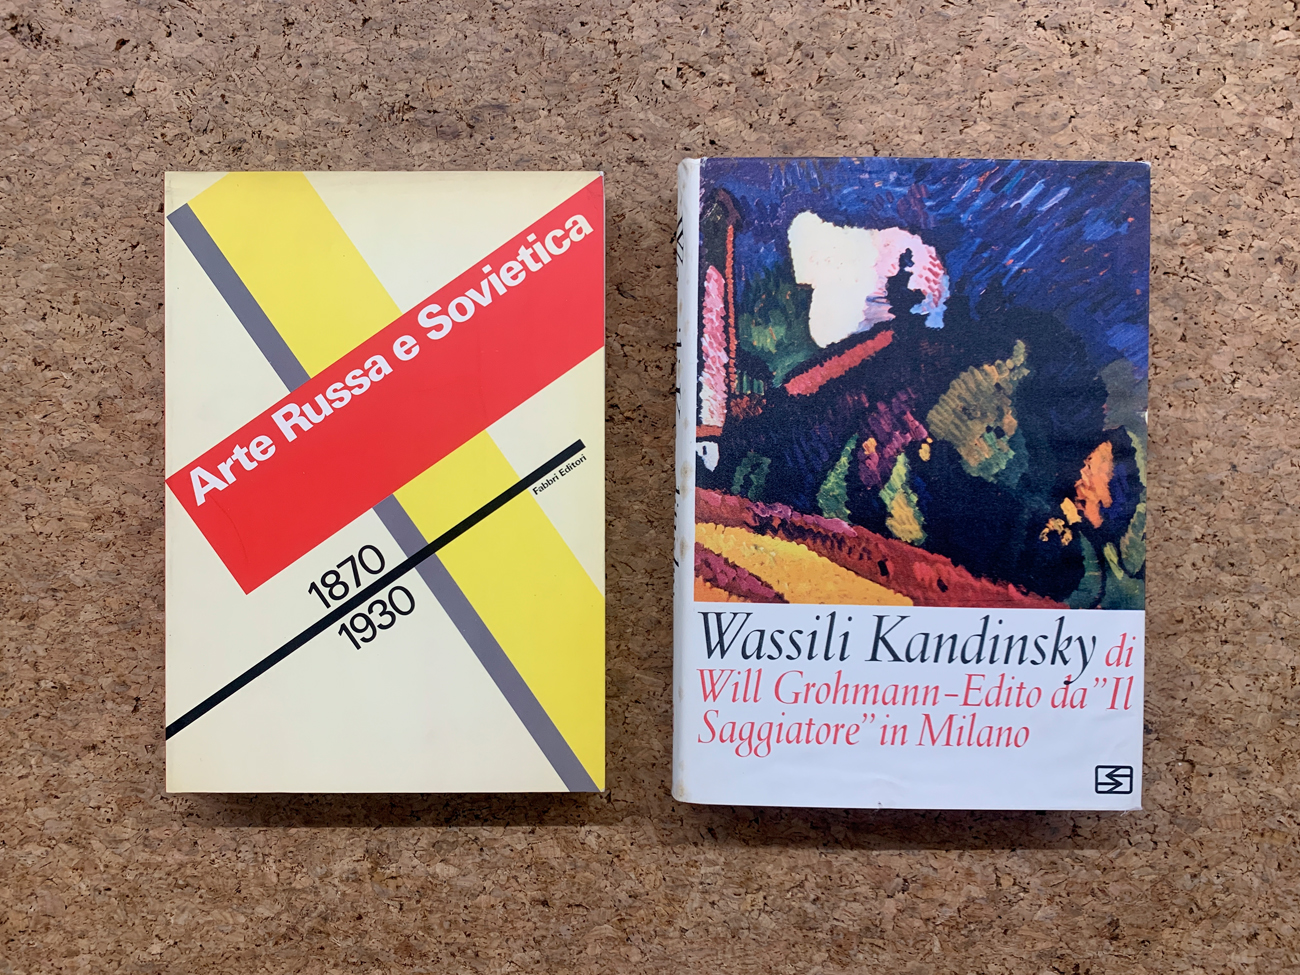 Arte Russa e Sovietica
1870
1930
Fabbri Editori
Wassili Kandinsky di
Will Grohmann-Edito da"Il
Saggiatore" in Milano